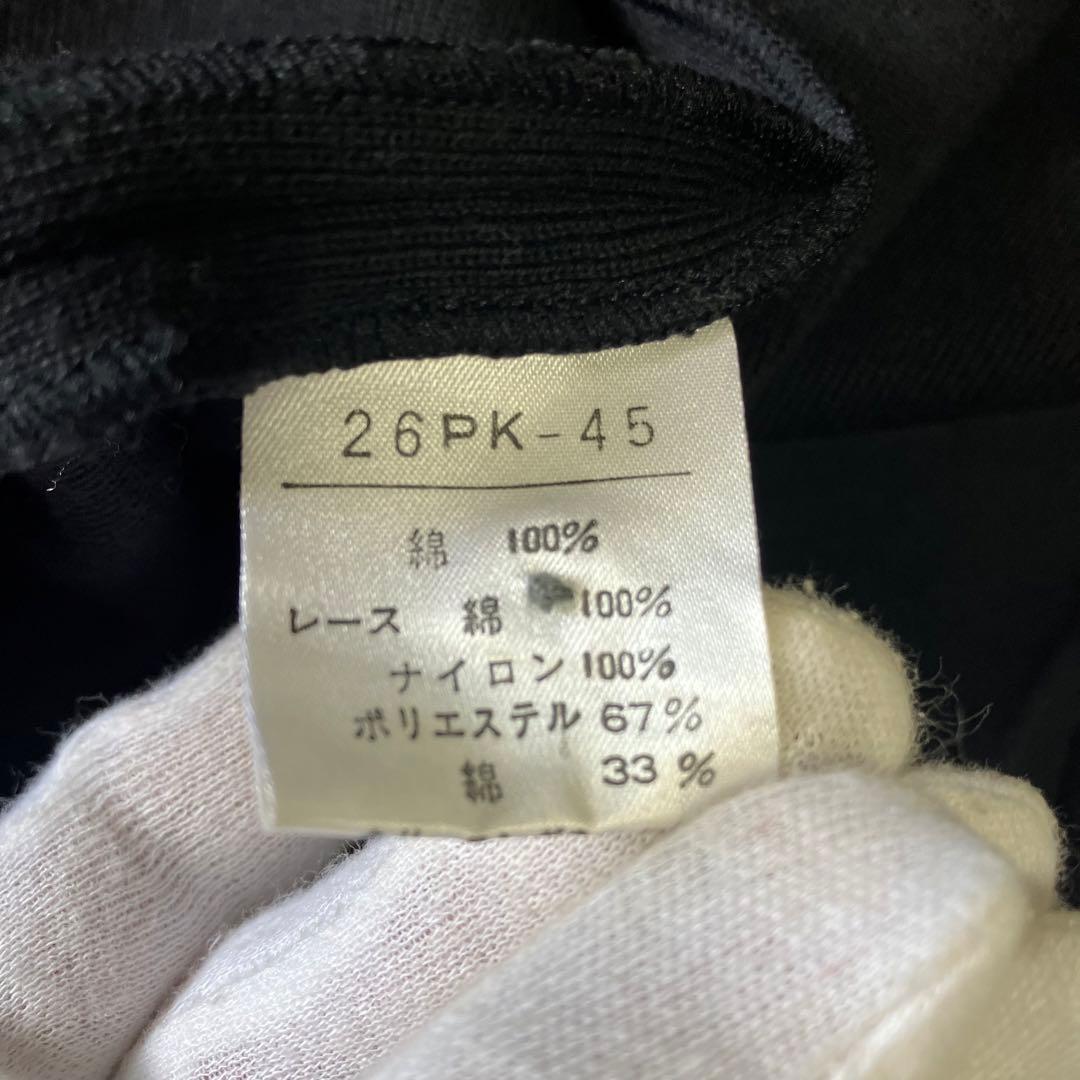 26PK-45
綿 100%
レース 綿 100%
ナイロン 100%
ポリエステル 67%
綿 33%